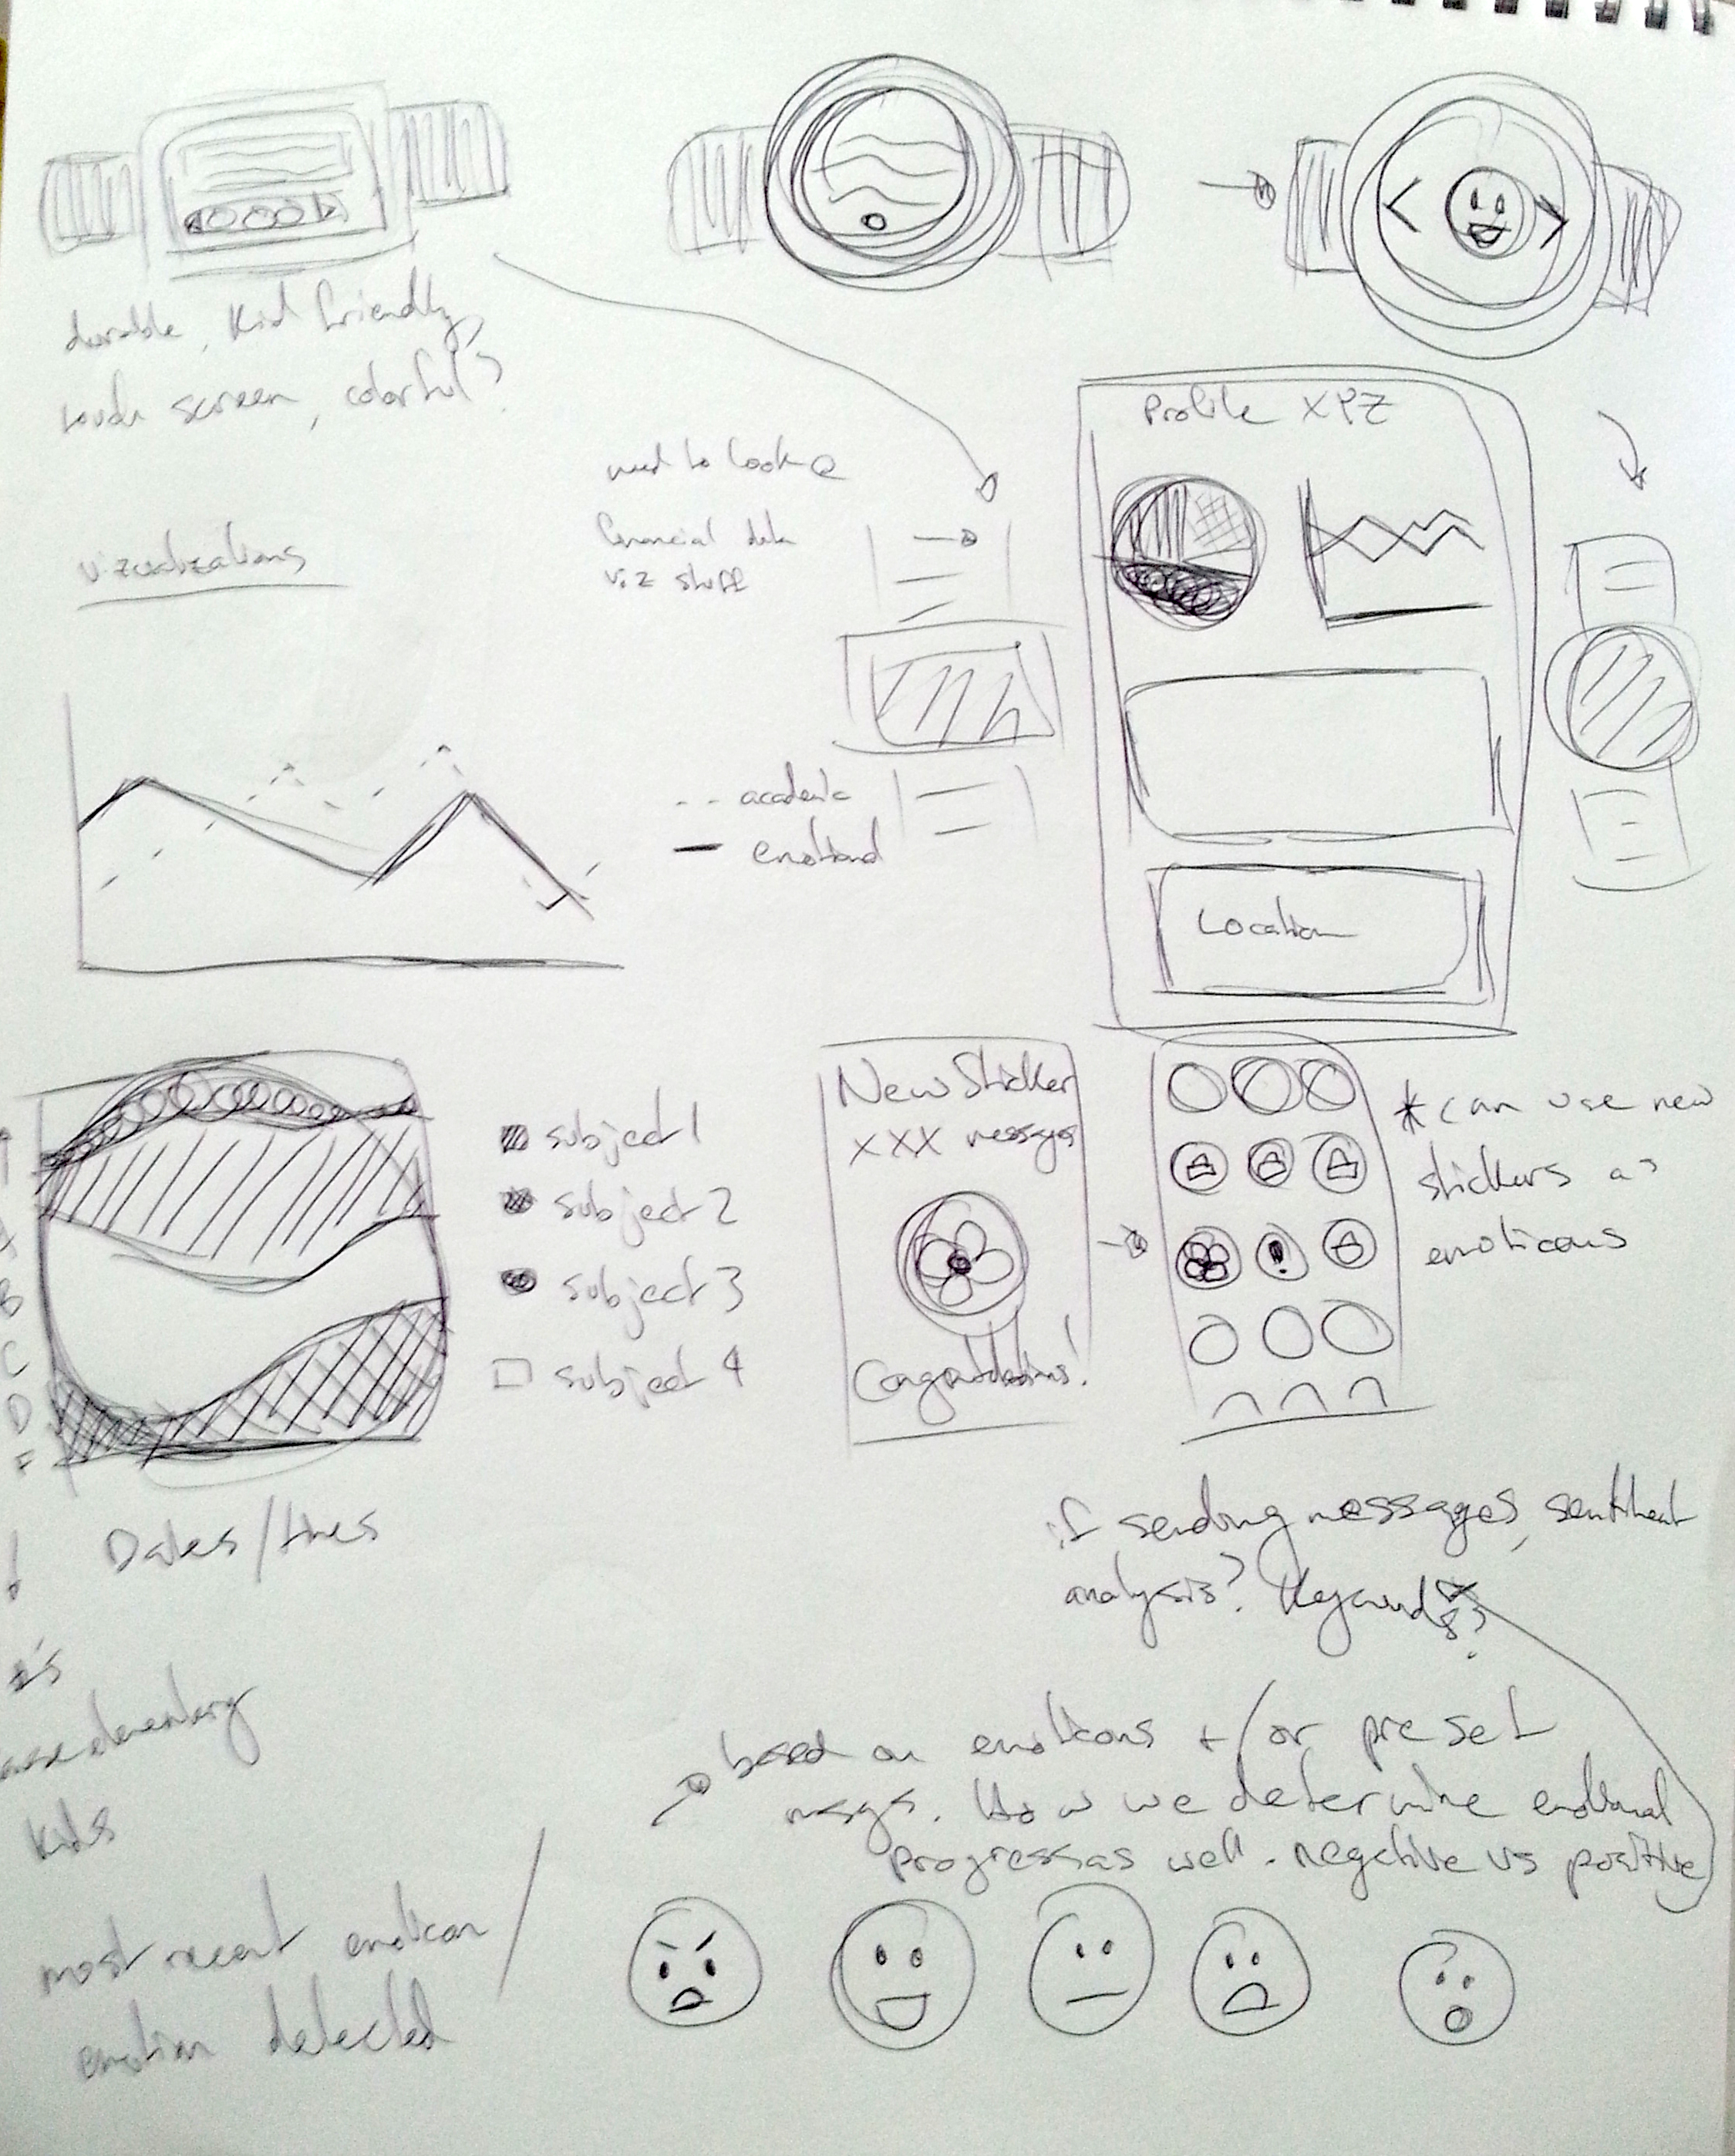 durable, kid friendly,
touch screen, colorful?
Profile XYZ
need to look @
financial data
viz stuff
vizualizations
-- academic
— emotional
Location
New Sticker
XXX messages
Congratulations!
* can use new
stickers as
emoticons
subject 1
subject 2
subject 3
subject 4
A
B
C
D
F
Dates/times
if sending messages, sentiment
analysis? Keywords?
elementary
kids
based on emoticons +/or preset
msgs. How we determine emotional
progress as well. negative vs positive
most recent emoticon/
emotion detected